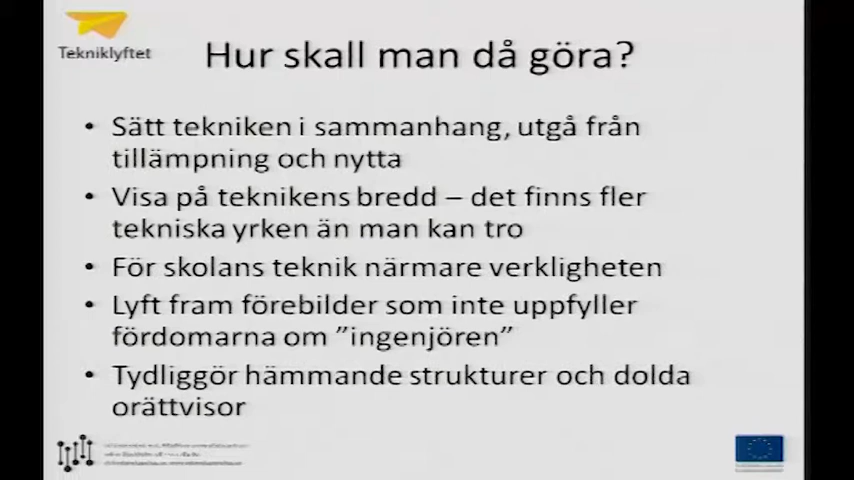 Tekniklyftet
Hur skall man då göra?
• Sätt tekniken i sammanhang, utgå från
tillämpning och nytta
• Visa på teknikens bredd – det finns fler
tekniska yrken än man kan tro
• För skolans teknik närmare verkligheten
• Lyft fram förebilder som inte uppfyller
fördomarna om ”ingenjören”
• Tydliggör hämmande strukturer och dolda
orättvisor